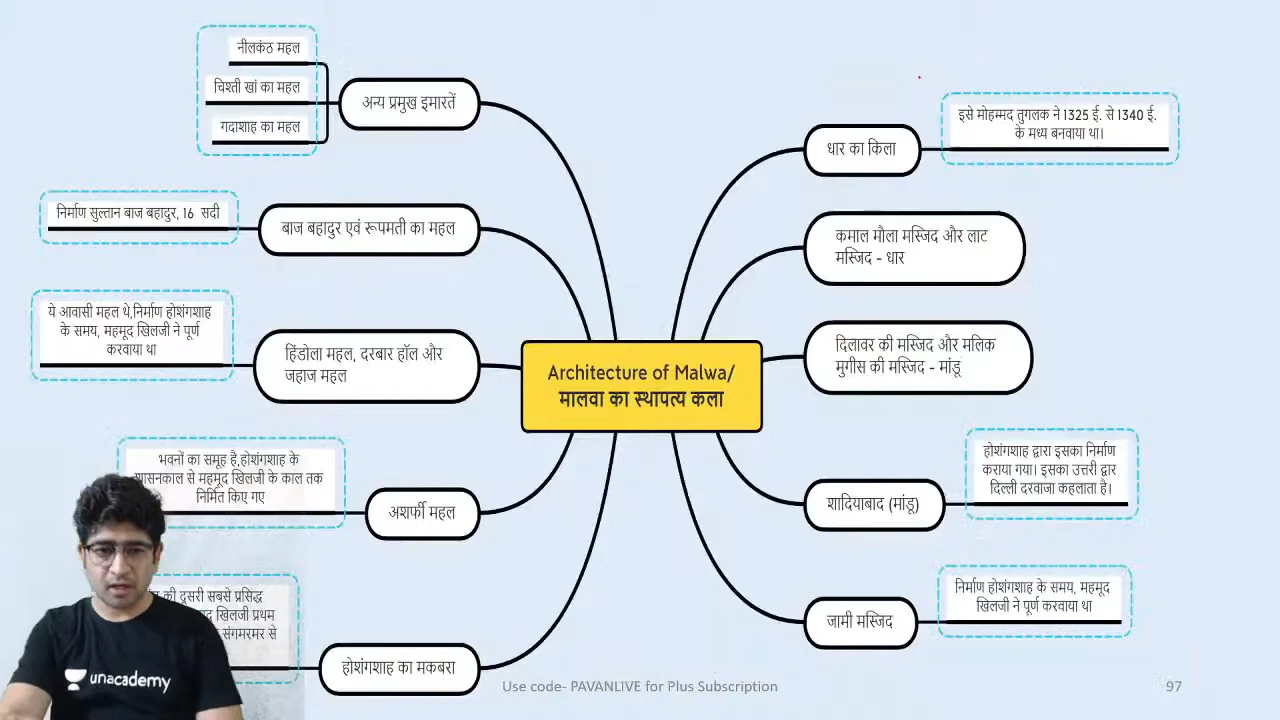 नीलकंठ महल
चिश्ती खां का महल
गदाशाह का महल
अन्य प्रमुख इमारतें
निर्माण सुल्तान बाज बहादुर, 16 सदी
बाज बहादुर एवं रूपमती का महल
ये आवासी महल थे,निर्माण होशंगशाह
के समय, महमूद खिलजी ने पूर्ण
करवाया था
हिंडोला महल, दरबार हॉल और
जहाज महल
भवनों का समूह है,होशंगशाह के
शासनकाल से महमूद खिलजी के काल तक
निर्मित किए गए
अशर्फी महल
की दूसरी सबसे प्रसिद्ध
खिलजी प्रथम
संगमरमर से
होशंगशाह का मकबरा
Architecture of Malwa/
मालवा का स्थापत्य कला
इसे मोहम्मद तुगलक ने 1325 ई. से 1340 ई.
के मध्य बनवाया था।
धार का किला
कमाल मौला मस्जिद और लाट
मस्जिद - धार
दिलावर की मस्जिद और मलिक
मुगीस की मस्जिद - मांडू
होशंगशाह द्वारा इसका निर्माण
कराया गया। इसका उत्तरी द्वार
दिल्ली दरवाजा कहलाता है।
शादियाबाद (मांडू)
निर्माण होशंगशाह के समय, महमूद
खिलजी ने पूर्ण करवाया था
जामी मस्जिद
unacademy
Use code- PAVANLIVE for Plus Subscription
97